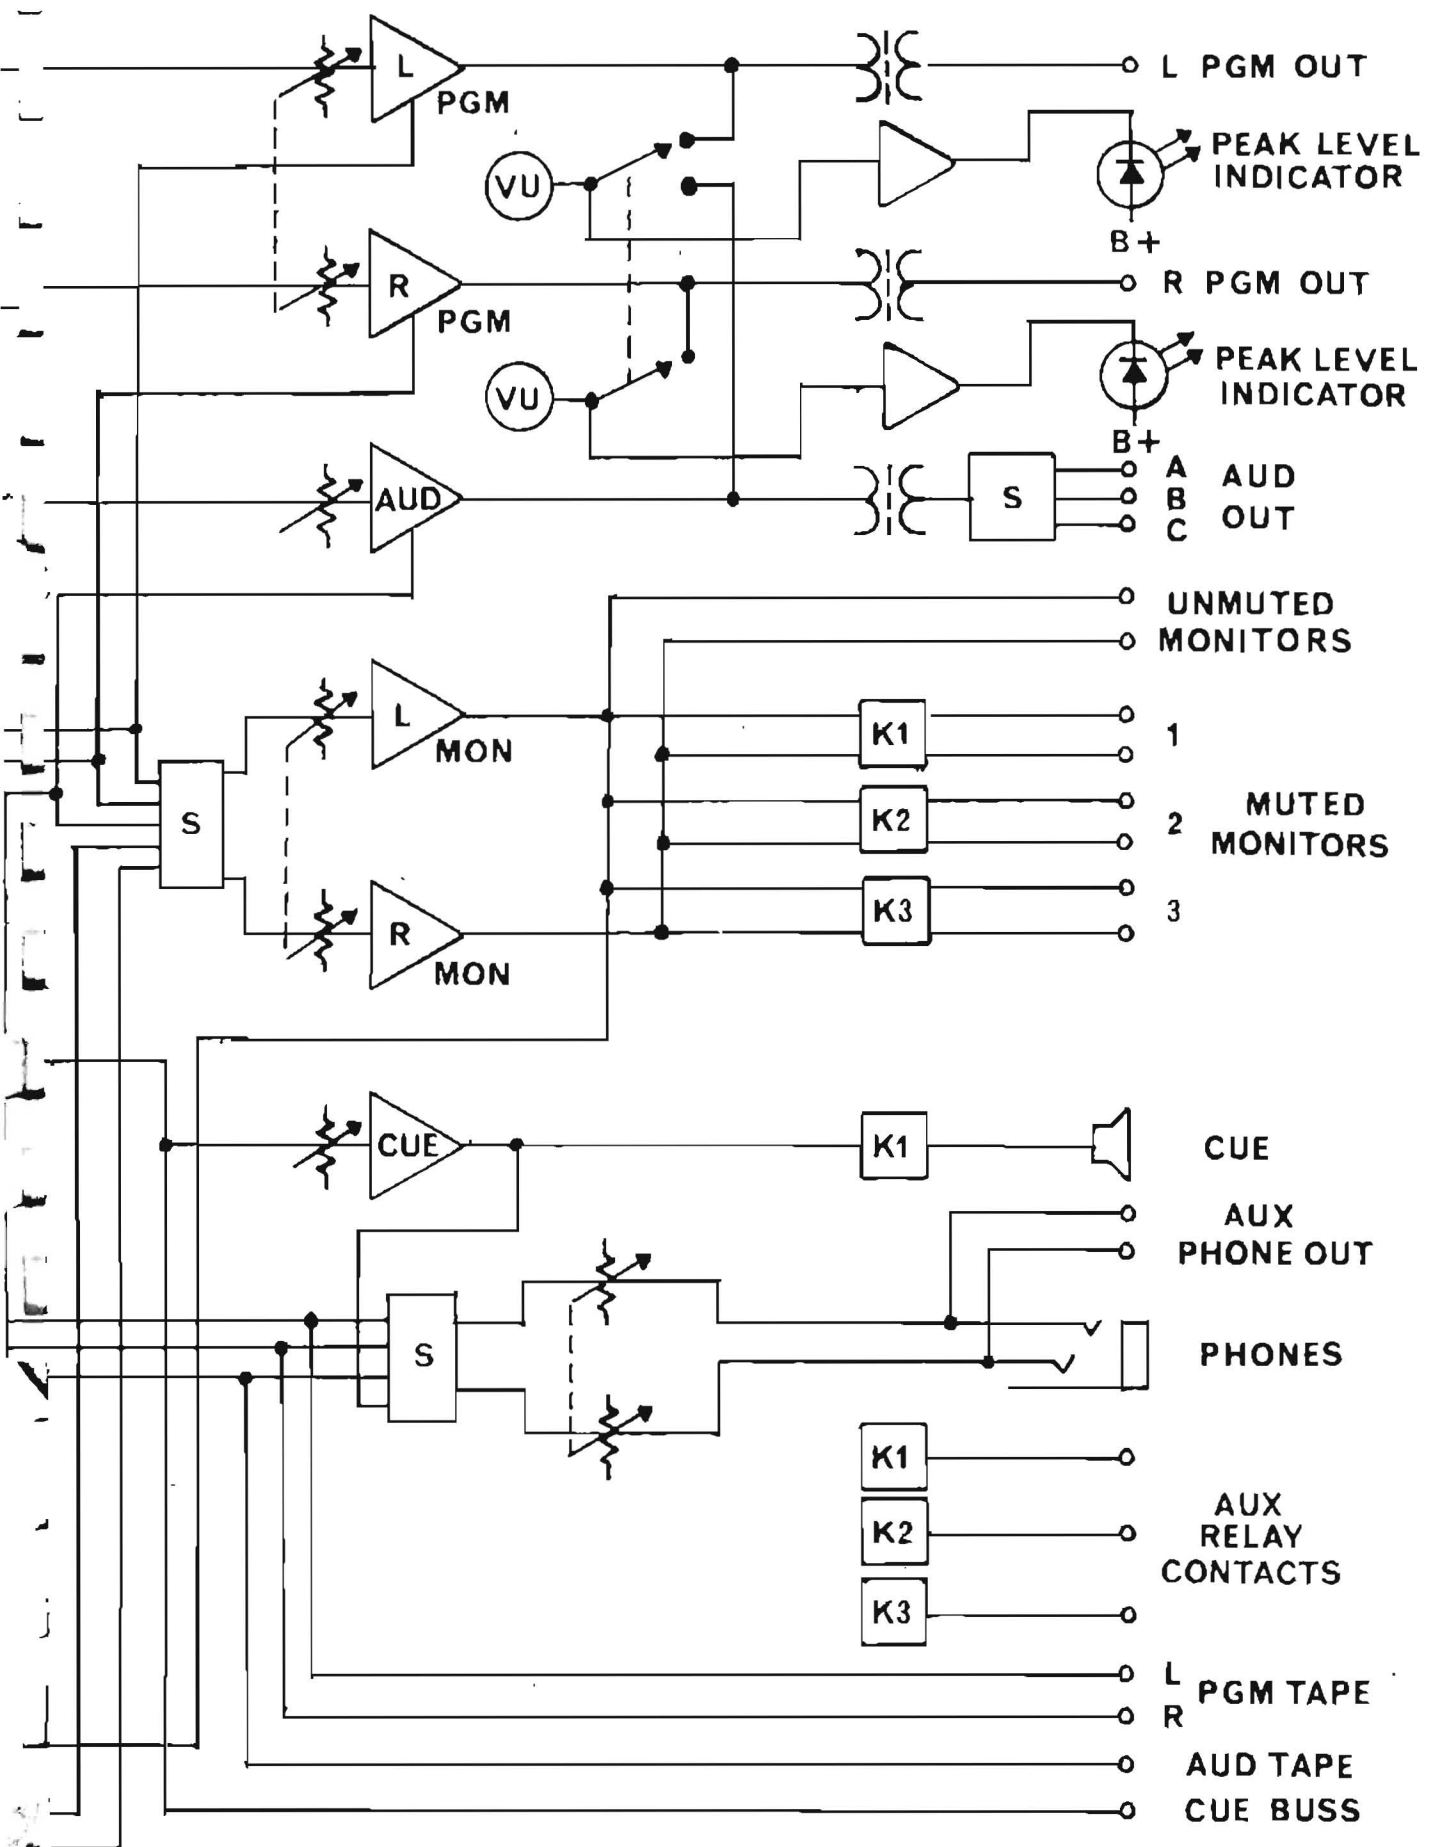 L
PGM
L PGM OUT
PEAK LEVEL
INDICATOR
VU
B+
R
PGM
R PGM OUT
PEAK LEVEL
INDICATOR
VU
B+
AUD
S
A
B
C
AUD
OUT
UNMUTED
MONITORS
L
MON
K1
1
S
K2
2
MUTED
MONITORS
R
MON
K3
3
CUE
K1
CUE
AUX
PHONE OUT
S
PHONES
K1
K2
K3
AUX
RELAY
CONTACTS
L
R
PGM TAPE
AUD TAPE
CUE BUSS